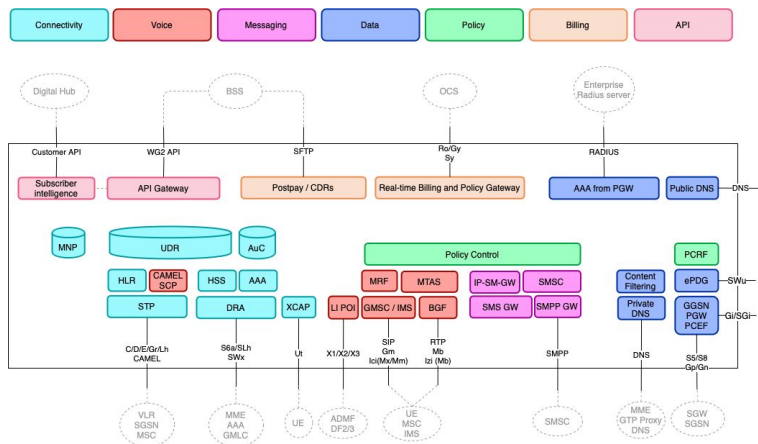 Connectivity
Voice
Messaging
Data
Policy
Billing
API
Digital Hub
BSS
OCS
Enterprise
Radius server
Customer API
WG2 API
SFTP
Ro/Gy
Sy
RADIUS
Subscriber
intelligence
API Gateway
Postpay / CDRs
Real-time Billing and Policy Gateway
AAA from PGW
Public DNS
DNS
MNP
UDR
AuC
Policy Control
PCRF
HLR
CAMEL
SCP
HSS
AAA
MRF
MTAS
IP-SM-GW
SMSC
Content
Filtering
ePDG
SWu
STP
DRA
XCAP
LI POI
GMSC / IMS
BGF
SMS GW
SMPP GW
Private
DNS
GGSN
PGW
PCEF
Gi/SGi
C/D/E/Gr/Lh
CAMEL
S6a/SLh
SWx
Ut
X1/X2/X3
SIP
Gm
Ici(Mx/Mm)
RTP
Mb
Izi (Mb)
SMPP
DNS
S5/S8
Gp/Gn
VLR
SGSN
MSC
MME
AAA
GMLC
UE
ADMF
DF2/3
UE
MSC
IMS
SMSC
MME
GTP Proxy
DNS
SGW
SGSN